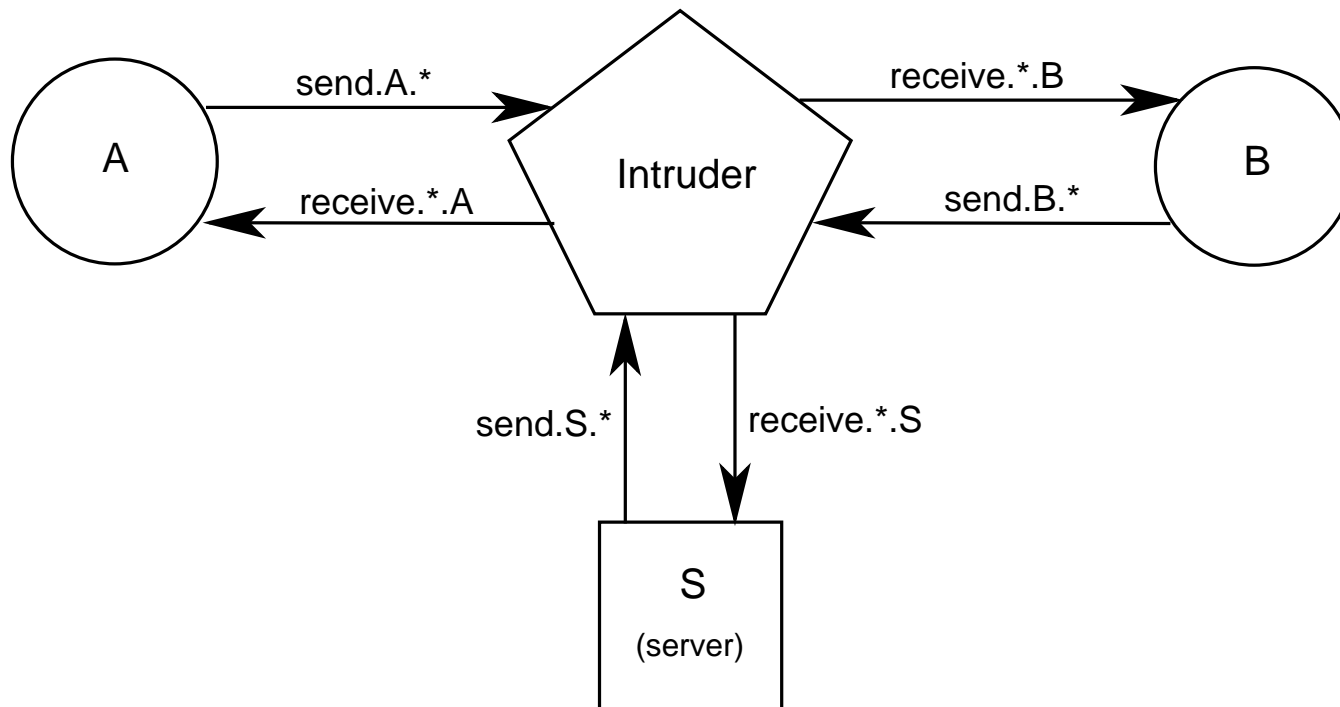 send.A.*
receive.*.B
A
Intruder
B
receive.*.A
send.B.*
send.S.*
receive.*.S
S
(server)